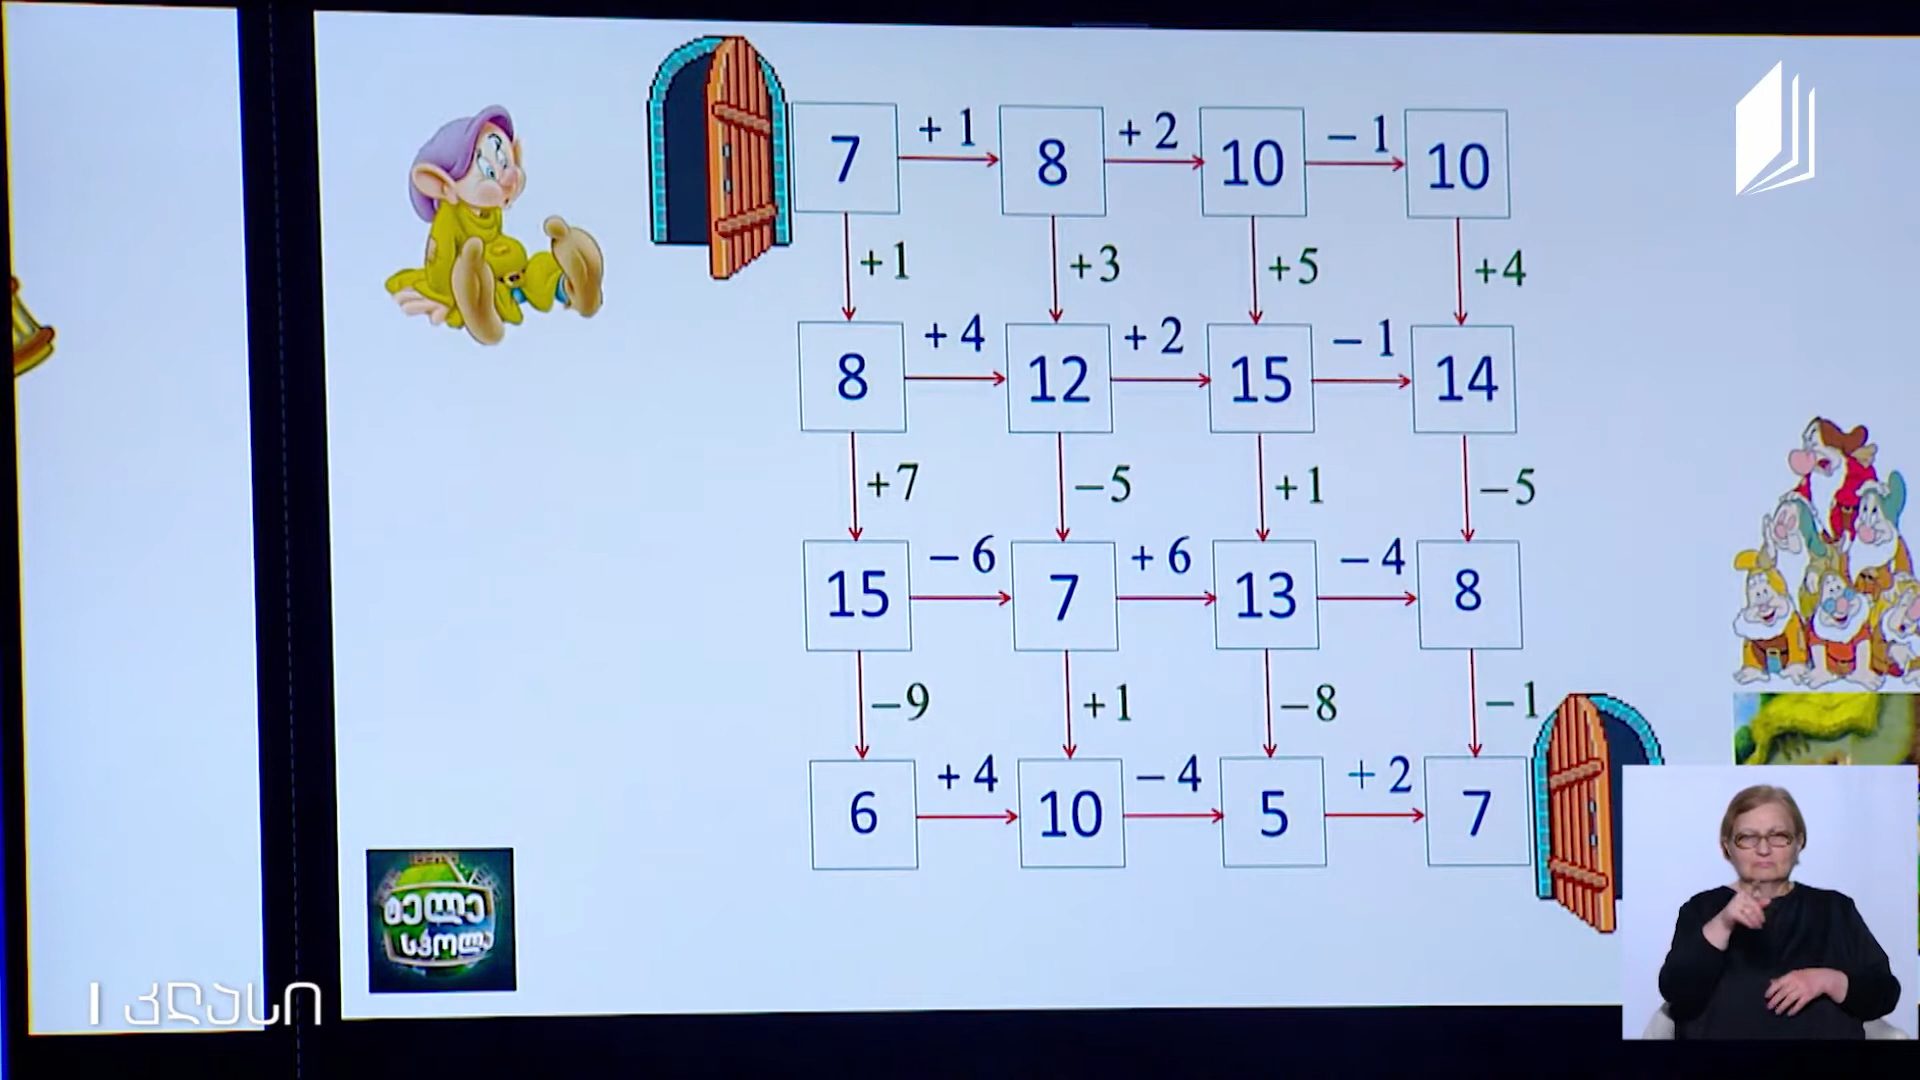 7 +1 8 +2 10 −1 10
+1 +3 +5 +4
8 +4 12 +2 15 −1 14
+7 −5 +1 −5
15 −6 7 +6 13 −4 8
−9 +1 −8 −1
6 +4 10 −4 5 +2 7
ტელე
სკოლა
I კლასი